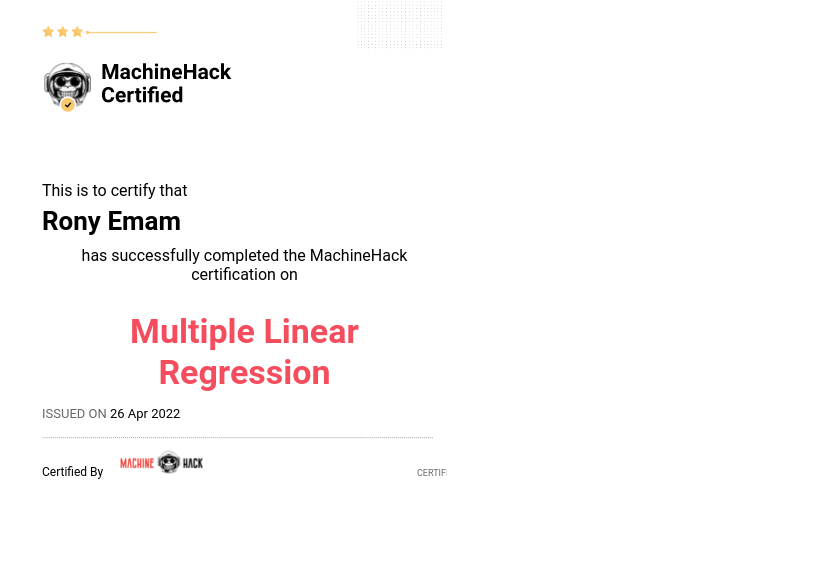 MachineHack
Certified
This is to certify that
Rony Emam
has successfully completed the MachineHack
certification on
Multiple Linear
Regression
ISSUED ON 26 Apr 2022
Certified By MACHINE HACK
CERTIF